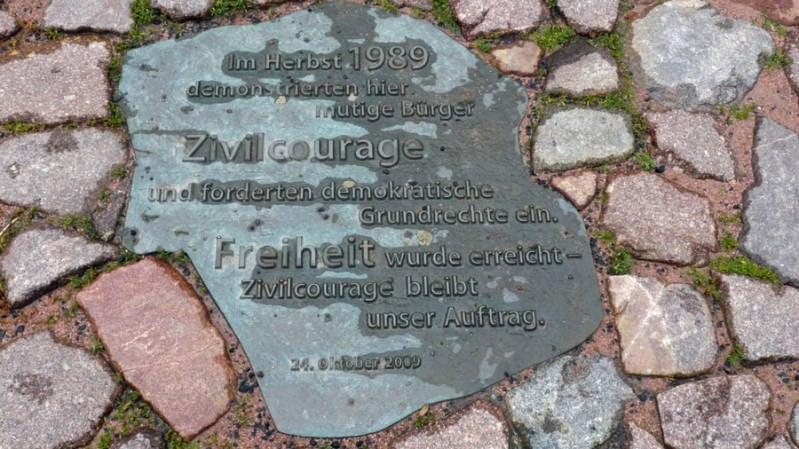 Im Herbst 1989
demonstrierten hier
mutige Bürger
Zivilcourage
und forderten demokratische
Grundrechte ein.
Freiheit wurde erreicht –
Zivilcourage bleibt
unser Auftrag.
24. Oktober 2009